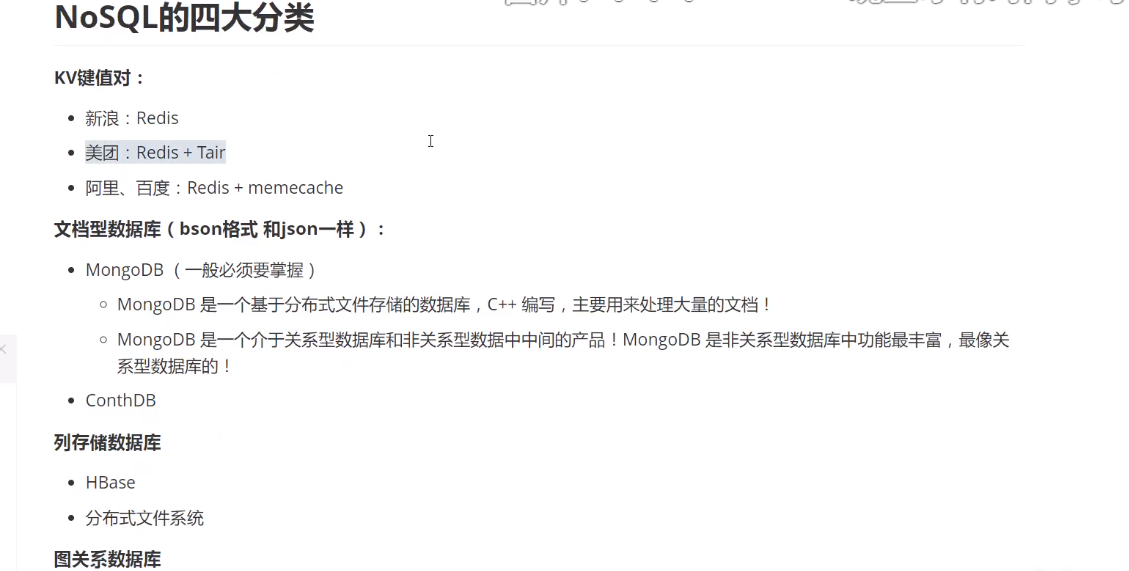 NoSQL的四大分类
KV键值对：
新浪：Redis
美团：Redis + Tair
阿里、百度：Redis + memecache
文档型数据库（bson格式 和json一样）：
MongoDB （一般必须要掌握）
MongoDB 是一个基于分布式文件存储的数据库，C++ 编写，主要用来处理大量的文档！
MongoDB 是一个介于关系型数据库和非关系型数据中中间的产品！MongoDB 是非关系型数据库中功能最丰富，最像关
系型数据库的！
ConthDB
列存储数据库
HBase
分布式文件系统
图关系数据库